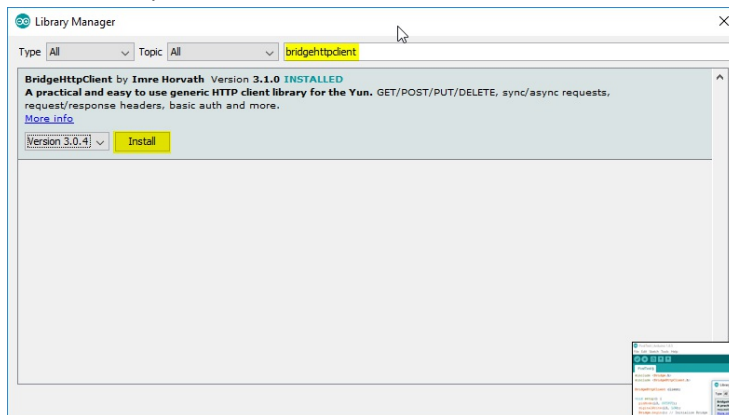 Library Manager
Type All Topic All bridgehttpclient
BridgeHttpClient by Imre Horvath Version 3.1.0 INSTALLED
A practical and easy to use generic HTTP client library for the Yun. GET/POST/PUT/DELETE, sync/async requests,
request/response headers, basic auth and more.
More info
Version 3.0.4 Install